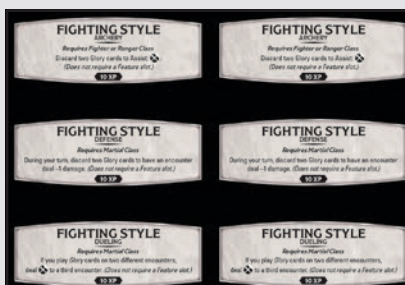 FIGHTING STYLE
ARCHERY
Requires Fighter or Ranger Class
Discard two Glory cards to Assist
(Does not require a Feature slot.)
10 XP
FIGHTING STYLE
ARCHERY
Requires Fighter or Ranger Class
Discard two Glory cards to Assist
(Does not require a Feature slot.)
10 XP
FIGHTING STYLE
DEFENSE
Requires Martial Class
During your turn, discard two Glory cards to have an encounter
deal -1 damage. (Does not require a Feature slot.)
10 XP
FIGHTING STYLE
DEFENSE
Requires Martial Class
During your turn, discard two Glory cards to have an encounter
deal -1 damage. (Does not require a Feature slot.)
10 XP
FIGHTING STYLE
DUELING
Requires Martial Class
If you play Glory cards on two different encounters,
deal to a third encounter. (Does not require a Feature slot.)
10 XP
FIGHTING STYLE
DUELING
Requires Martial Class
If you play Glory cards on two different encounters,
deal to a third encounter. (Does not require a Feature slot.)
10 XP